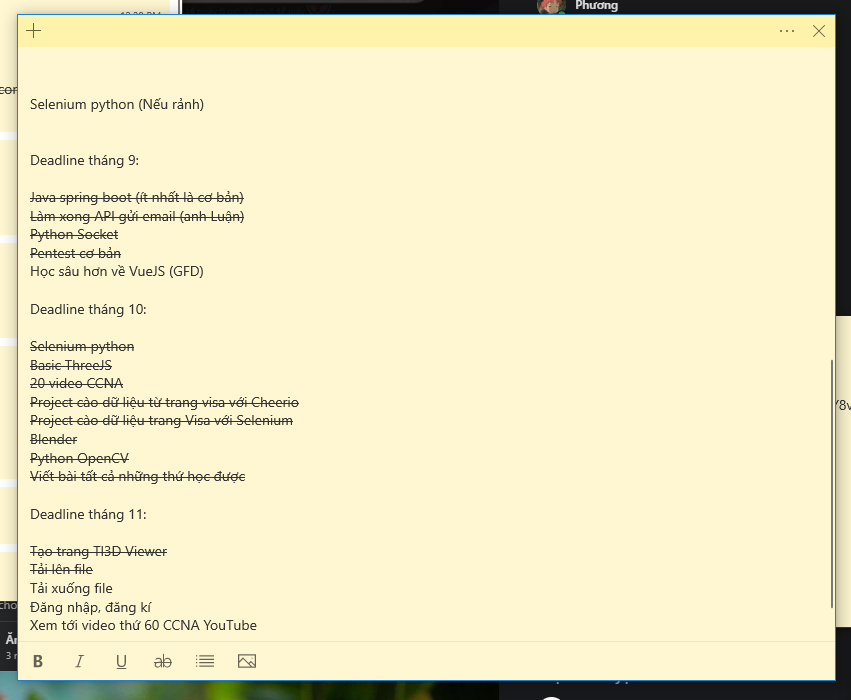 Phương
Selenium python (Nếu rảnh)
Deadline tháng 9:
Java spring boot (ít nhất là cơ bản)
Làm xong API gửi email (anh Luận)
Python Socket
Pentest cơ bản
Học sâu hơn về VueJS (GFD)
Deadline tháng 10:
Selenium python
Basic ThreeJS
20 video CCNA
Project cào dữ liệu từ trang visa với Cheerio
Project cào dữ liệu trang Visa với Selenium
Blender
Python OpenCV
Viết bài tất cả những thứ học được
Deadline tháng 11:
Tạo trang TI3D Viewer
Tải lên file
Tải xuống file
Đăng nhập, đăng kí
Xem tới video thứ 60 CCNA YouTube
B I U ab